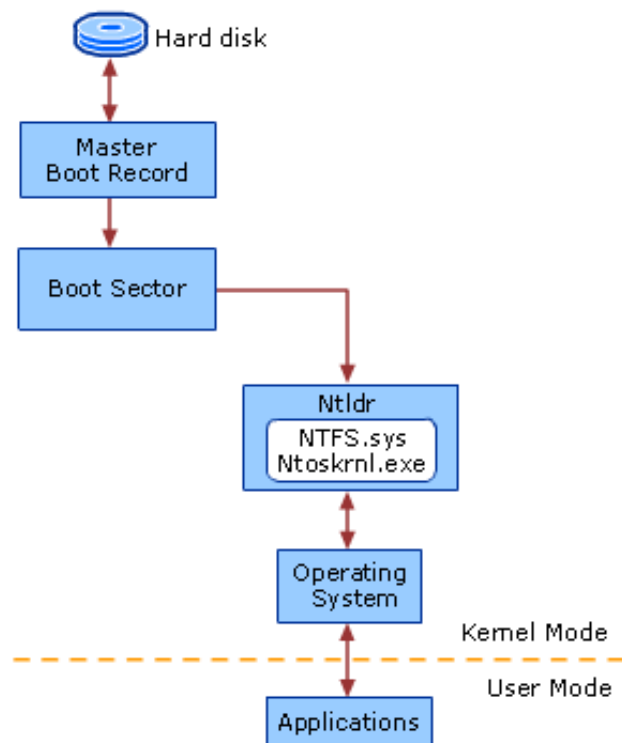 Hard disk
Master
Boot Record
Boot Sector
Ntldr
NTFS.sys
Ntoskrnl.exe
Operating
System
Kernel Mode
User Mode
Applications